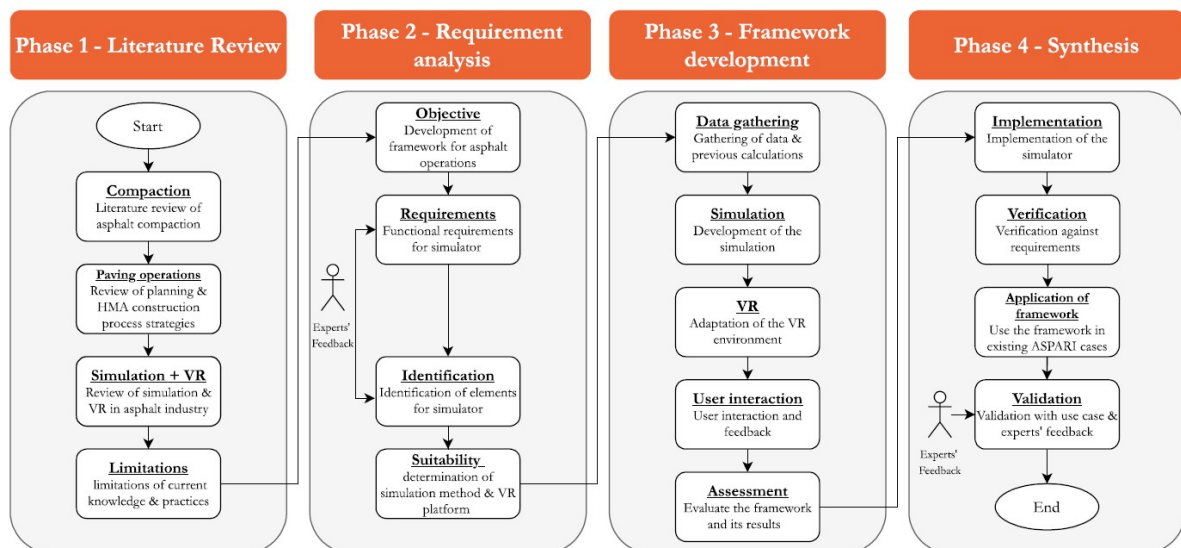 Phase 1 - Literature Review
Start
Compaction
Literature review of
asphalt compaction
Paving operations
Review of planning &
HMA construction
process strategies
Simulation + VR
Review of simulation &
VR in asphalt industry
Limitations
limitations of current
knowledge & practices
Phase 2 - Requirement
analysis
Objective
Development of
framework for asphalt
operations
Requirements
Functional requirements
for simulator
Experts'
Feedback
Identification
Identification of elements
for simulator
Suitability
determination of
simulation method & VR
platform
Phase 3 - Framework
development
Data gathering
Gathering of data &
previous calculations
Simulation
Development of the
simulation
VR
Adaptation of the VR
environment
User interaction
User interaction and
feedback
Assessment
Evaluate the framework
and its results
Phase 4 - Synthesis
Implementation
Implementation of the
simulator
Verification
Verification against
requirements
Application of
framework
Use the framework in
existing ASPARI cases
Validation
Validation with use case &
experts' feedback
Experts'
Feedback
End